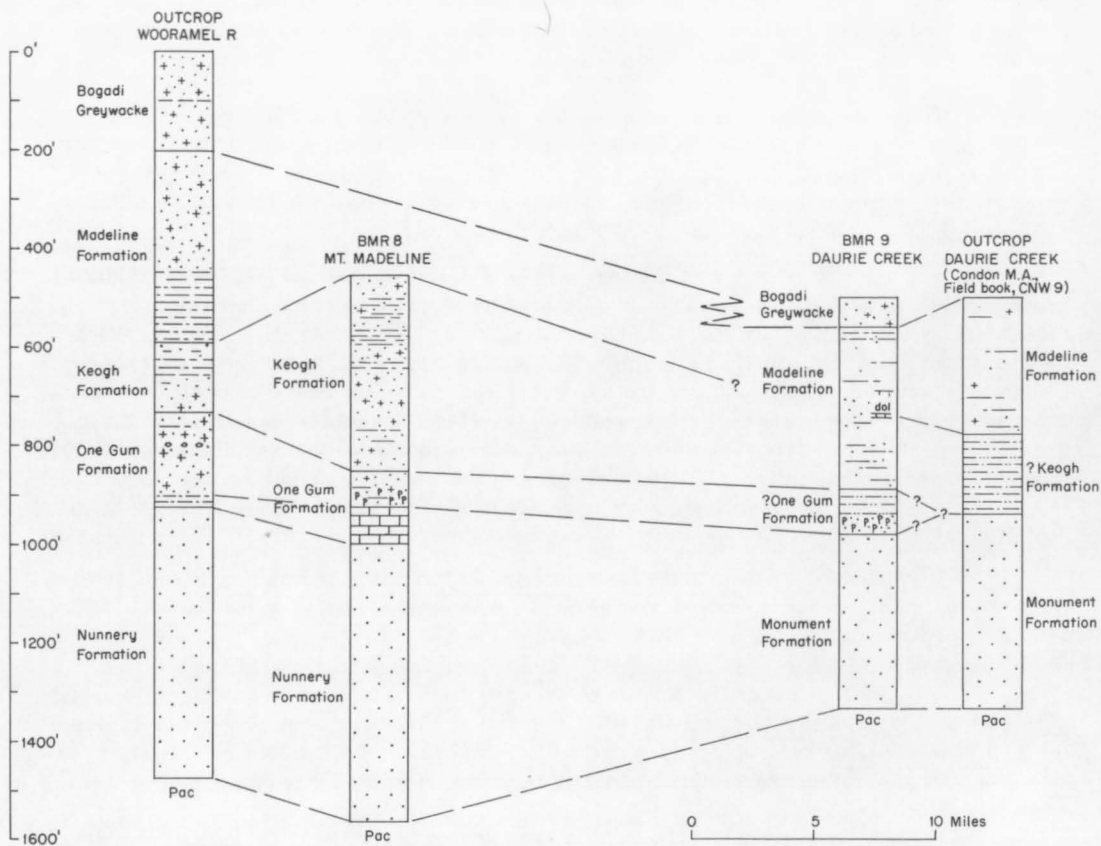 OUTCROP
WOORAMEL R
0'
200'
400'
600'
800'
1000'
1200'
1400'
1600'
Bogadi
Greywacke
Madeline
Formation
Keogh
Formation
One Gum
Formation
Nunnery
Formation
Pac
BMR 8
MT. MADELINE
Keogh
Formation
One Gum
Formation
P P P P
Nunnery
Formation
Pac
?
BMR 9
DAURIE CREEK
Bogadi
Greywacke
Madeline
Formation
dol
?One Gum
Formation
P P P P
Monument
Formation
Pac
?
?
?
OUTCROP
DAURIE CREEK
(Condon M.A.,
Field book, CNW 9)
Madeline
Formation
? Keogh
Formation
Monument
Formation
Pac
0 5 10 Miles